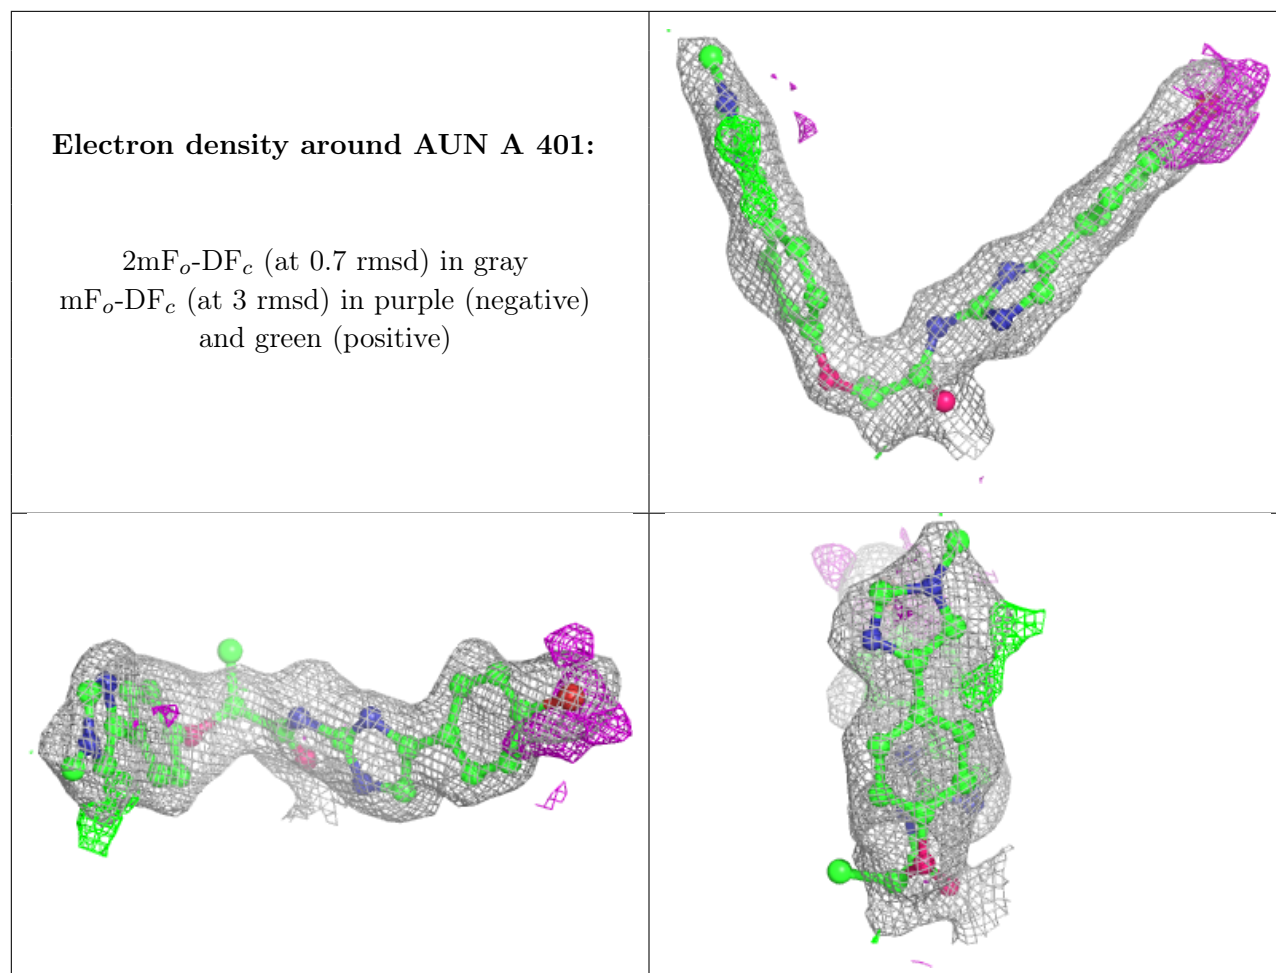 Electron density around AUN A 401:
2mFo-DFc (at 0.7 rmsd) in gray
mFo-DFc (at 3 rmsd) in purple (negative)
and green (positive)